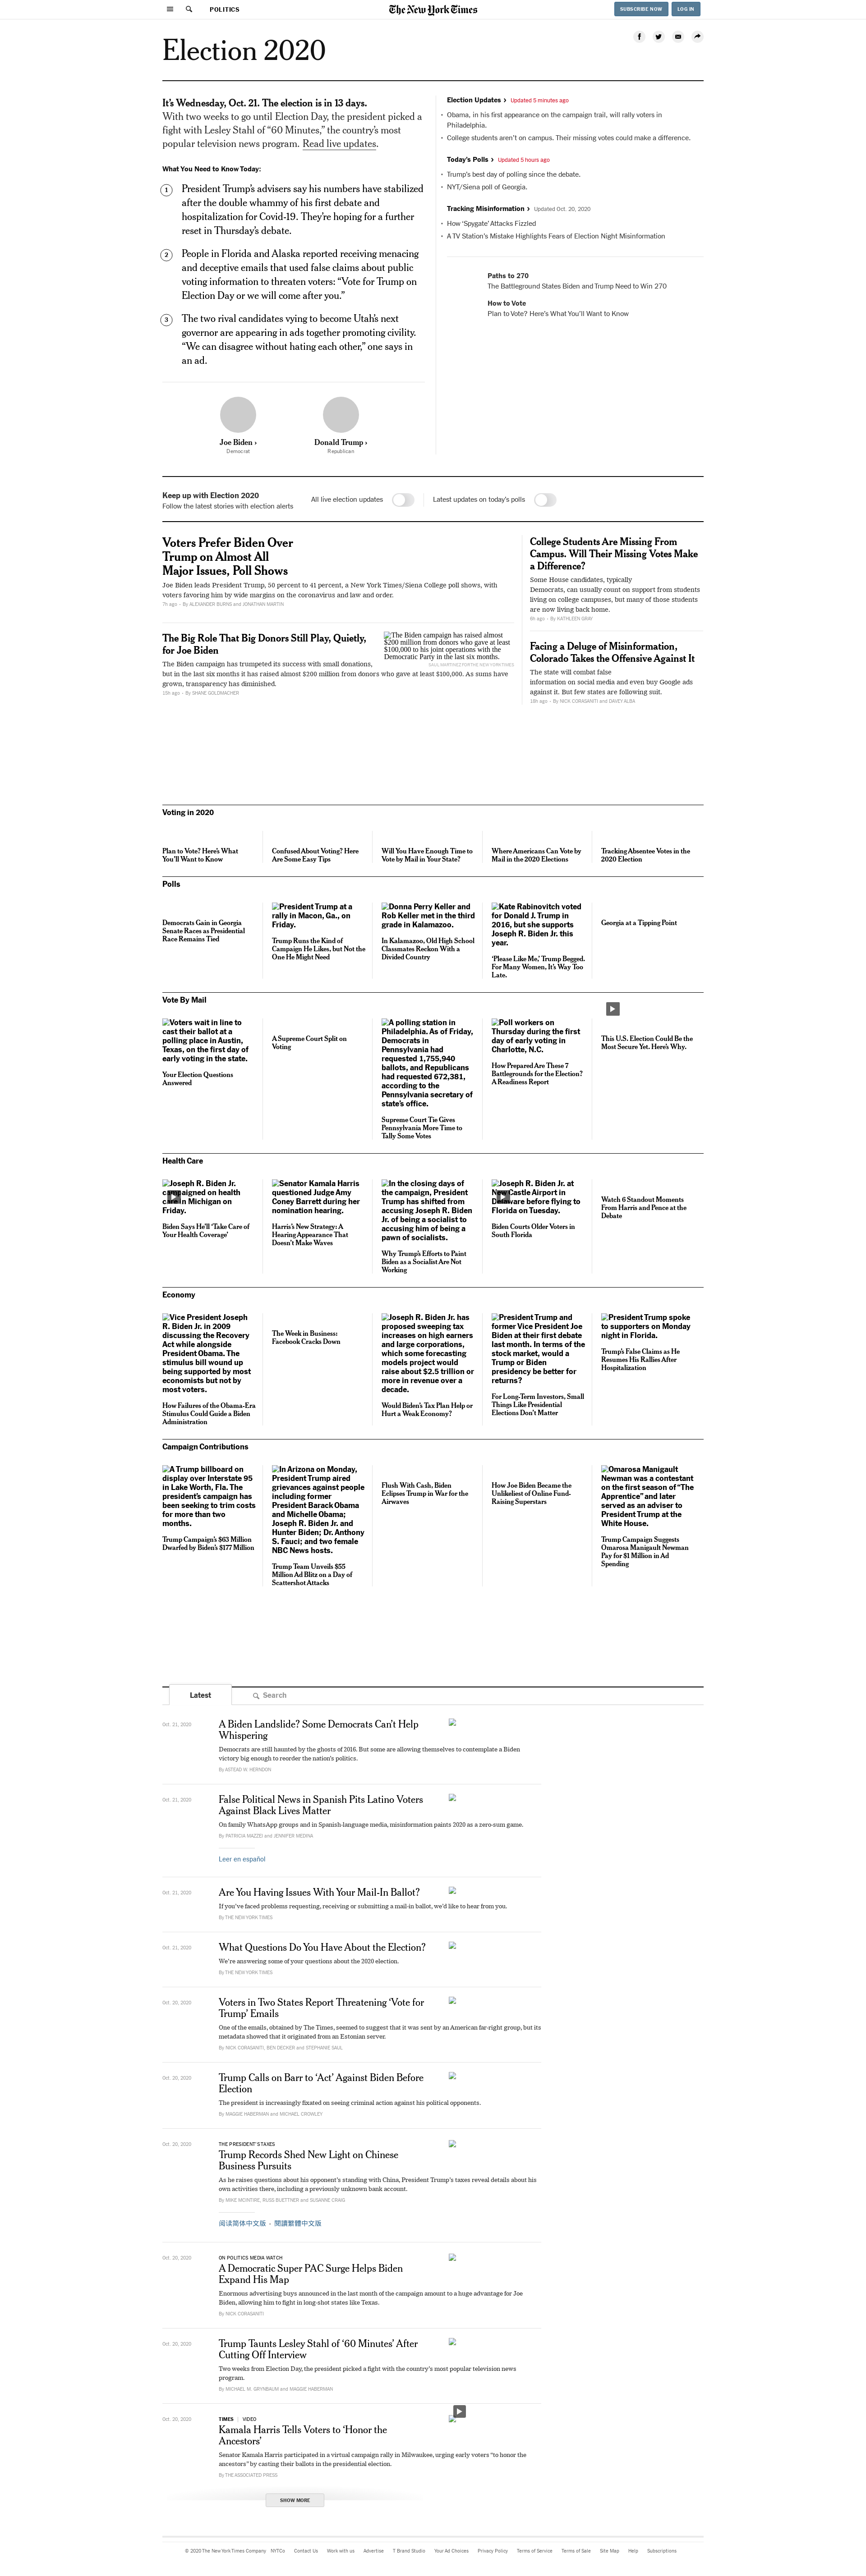 POLITICS
The New York Times
SUBSCRIBE NOW
LOG IN
Election 2020
It's Wednesday, Oct. 21. The election is in 13 days.
With two weeks to go until Election Day, the president picked a
fight with Lesley Stahl of “60 Minutes,” the country's most
popular television news program. Read live updates.
What You Need to Know Today:
1
President Trump's advisers say his numbers have stabilized
after the double whammy of his first debate and
hospitalization for Covid-19. They're hoping for a further
reset in Thursday's debate.
2
People in Florida and Alaska reported receiving menacing
and deceptive emails that used false claims about public
voting information to threaten voters: “Vote for Trump on
Election Day or we will come after you.”
3
The two rival candidates vying to become Utah's next
governor are appearing in ads together promoting civility.
“We can disagree without hating each other,” one says in
an ad.
Joe Biden ›
Democrat
Donald Trump ›
Republican
Election Updates › Updated 5 minutes ago
• Obama, in his first appearance on the campaign trail, will rally voters in
Philadelphia.
• College students aren't on campus. Their missing votes could make a difference.
Today's Polls › Updated 5 hours ago
• Trump's best day of polling since the debate.
• NYT/Siena poll of Georgia.
Tracking Misinformation › Updated Oct. 20, 2020
• How ‘Spygate’ Attacks Fizzled
• A TV Station's Mistake Highlights Fears of Election Night Misinformation
Paths to 270
The Battleground States Biden and Trump Need to Win 270
How to Vote
Plan to Vote? Here's What You'll Want to Know
Keep up with Election 2020
Follow the latest stories with election alerts
All live election updates
Latest updates on today's polls
Voters Prefer Biden Over
Trump on Almost All
Major Issues, Poll Shows
Joe Biden leads President Trump, 50 percent to 41 percent, a New York Times/Siena College poll shows, with
voters favoring him by wide margins on the coronavirus and law and order.
7h ago · By ALEXANDER BURNS and JONATHAN MARTIN
The Big Role That Big Donors Still Play, Quietly,
for Joe Biden
The Biden campaign has trumpeted its success with small donations,
but in the last six months it has raised almost $200 million from donors who gave at least $100,000. As sums have
grown, transparency has diminished.
15h ago · By SHANE GOLDMACHER
The Biden campaign has raised almost
$200 million from donors who gave at least
$100,000 to his joint operations with the
Democratic Party in the last six months.
SAUL MARTINEZ FOR THE NEW YORK TIMES
College Students Are Missing From
Campus. Will Their Missing Votes Make
a Difference?
Some House candidates, typically
Democrats, can usually count on support from students
living on college campuses, but many of those students
are now living back home.
6h ago · By KATHLEEN GRAY
Facing a Deluge of Misinformation,
Colorado Takes the Offensive Against It
The state will combat false
information on social media and even buy Google ads
against it. But few states are following suit.
18h ago · By NICK CORASANITI and DAVEY ALBA
Voting in 2020
Plan to Vote? Here's What
You'll Want to Know
Confused About Voting? Here
Are Some Easy Tips
Will You Have Enough Time to
Vote by Mail in Your State?
Where Americans Can Vote by
Mail in the 2020 Elections
Tracking Absentee Votes in the
2020 Election
Polls
Democrats Gain in Georgia
Senate Races as Presidential
Race Remains Tied
President Trump at a
rally in Macon, Ga., on
Friday.
Trump Runs the Kind of
Campaign He Likes, but Not the
One He Might Need
Donna Perry Keller and
Rob Keller met in the third
grade in Kalamazoo.
In Kalamazoo, Old High School
Classmates Reckon With a
Divided Country
Kate Rabinovitch voted
for Donald J. Trump in
2016, but she supports
Joseph R. Biden Jr. this
year.
‘Please Like Me,’ Trump Begged.
For Many Women, It's Way Too
Late.
Georgia at a Tipping Point
Vote By Mail
Voters wait in line to
cast their ballot at a
polling place in Austin,
Texas, on the first day of
early voting in the state.
Your Election Questions
Answered
A Supreme Court Split on
Voting
A polling station in
Philadelphia. As of Friday,
Democrats in
Pennsylvania had
requested 1,755,940
ballots, and Republicans
had requested 672,381,
according to the
Pennsylvania secretary of
state's office.
Supreme Court Tie Gives
Pennsylvania More Time to
Tally Some Votes
Poll workers on
Thursday during the first
day of early voting in
Charlotte, N.C.
How Prepared Are These 7
Battlegrounds for the Election?
A Readiness Report
This U.S. Election Could Be the
Most Secure Yet. Here's Why.
Health Care
Joseph R. Biden Jr.
campaigned on health
in Michigan on
Friday.
Biden Says He'll ‘Take Care of
Your Health Coverage’
Senator Kamala Harris
questioned Judge Amy
Coney Barrett during her
nomination hearing.
Harris's New Strategy: A
Hearing Appearance That
Doesn't Make Waves
In the closing days of
the campaign, President
Trump has shifted from
accusing Joseph R. Biden
Jr. of being a socialist to
accusing him of being a
pawn of socialists.
Why Trump's Efforts to Paint
Biden as a Socialist Are Not
Working
Joseph R. Biden Jr. at
New Castle Airport in
Delaware before flying to
Florida on Tuesday.
Biden Courts Older Voters in
South Florida
Watch 6 Standout Moments
From Harris and Pence at the
Debate
Economy
Vice President Joseph
R. Biden Jr. in 2009
discussing the Recovery
Act while alongside
President Obama. The
stimulus bill wound up
being supported by most
economists but not by
most voters.
How Failures of the Obama-Era
Stimulus Could Guide a Biden
Administration
The Week in Business:
Facebook Cracks Down
Joseph R. Biden Jr. has
proposed sweeping tax
increases on high earners
and large corporations,
which some forecasting
models project would
raise about $2.5 trillion or
more in revenue over a
decade.
Would Biden's Tax Plan Help or
Hurt a Weak Economy?
President Trump and
former Vice President Joe
Biden at their first debate
last month. In terms of the
stock market, would a
Trump or Biden
presidency be better for
returns?
For Long-Term Investors, Small
Things Like Presidential
Elections Don't Matter
President Trump spoke
to supporters on Monday
night in Florida.
Trump's False Claims as He
Resumes His Rallies After
Hospitalization
Campaign Contributions
A Trump billboard on
display over Interstate 95
in Lake Worth, Fla. The
president's campaign has
been seeking to trim costs
for more than two
months.
Trump Campaign's $63 Million
Dwarfed by Biden's $177 Million
In Arizona on Monday,
President Trump aired
grievances against people
including former
President Barack Obama
and Michelle Obama;
Joseph R. Biden Jr. and
Hunter Biden; Dr. Anthony
S. Fauci; and two female
NBC News hosts.
Trump Team Unveils $55
Million Ad Blitz on a Day of
Scattershot Attacks
Flush With Cash, Biden
Eclipses Trump in War for the
Airwaves
How Joe Biden Became the
Unlikeliest of Online Fund-
Raising Superstars
Omarosa Manigault
Newman was a contestant
on the first season of “The
Apprentice” and later
served as an adviser to
President Trump at the
White House.
Trump Campaign Suggests
Omarosa Manigault Newman
Pay for $1 Million in Ad
Spending
Latest
Search
Oct. 21, 2020
A Biden Landslide? Some Democrats Can't Help
Whispering
Democrats are still haunted by the ghosts of 2016. But some are allowing themselves to contemplate a Biden
victory big enough to reorder the nation's politics.
By ASTEAD W. HERNDON
Oct. 21, 2020
False Political News in Spanish Pits Latino Voters
Against Black Lives Matter
On family WhatsApp groups and in Spanish-language media, misinformation paints 2020 as a zero-sum game.
By PATRICIA MAZZEI and JENNIFER MEDINA
Leer en español
Oct. 21, 2020
Are You Having Issues With Your Mail-In Ballot?
If you've faced problems requesting, receiving or submitting a mail-in ballot, we'd like to hear from you.
By THE NEW YORK TIMES
Oct. 21, 2020
What Questions Do You Have About the Election?
We're answering some of your questions about the 2020 election.
By THE NEW YORK TIMES
Oct. 20, 2020
Voters in Two States Report Threatening ‘Vote for
Trump’ Emails
One of the emails, obtained by The Times, seemed to suggest that it was sent by an American far-right group, but its
metadata showed that it originated from an Estonian server.
By NICK CORASANITI, BEN DECKER and STEPHANIE SAUL
Oct. 20, 2020
Trump Calls on Barr to ‘Act’ Against Biden Before
Election
The president is increasingly fixated on seeing criminal action against his political opponents.
By MAGGIE HABERMAN and MICHAEL CROWLEY
Oct. 20, 2020
THE PRESIDENT'S TAXES
Trump Records Shed New Light on Chinese
Business Pursuits
As he raises questions about his opponent's standing with China, President Trump's taxes reveal details about his
own activities there, including a previously unknown bank account.
By MIKE McINTIRE, RUSS BUETTNER and SUSANNE CRAIG
阅读简体中文版 · 閱讀繁體中文版
Oct. 20, 2020
ON POLITICS MEDIA WATCH
A Democratic Super PAC Surge Helps Biden
Expand His Map
Enormous advertising buys announced in the last month of the campaign amount to a huge advantage for Joe
Biden, allowing him to fight in long-shot states like Texas.
By NICK CORASANITI
Oct. 20, 2020
Trump Taunts Lesley Stahl of ‘60 Minutes’ After
Cutting Off Interview
Two weeks from Election Day, the president picked a fight with the country's most popular television news
program.
By MICHAEL M. GRYNBAUM and MAGGIE HABERMAN
Oct. 20, 2020
TIMES | VIDEO
Kamala Harris Tells Voters to ‘Honor the
Ancestors’
Senator Kamala Harris participated in a virtual campaign rally in Milwaukee, urging early voters “to honor the
ancestors” by casting their ballots in the presidential election.
By THE ASSOCIATED PRESS
SHOW MORE
© 2020 The New York Times Company NYTCo Contact Us Work with us Advertise T Brand Studio Your Ad Choices Privacy Policy Terms of Service Terms of Sale Site Map Help Subscriptions